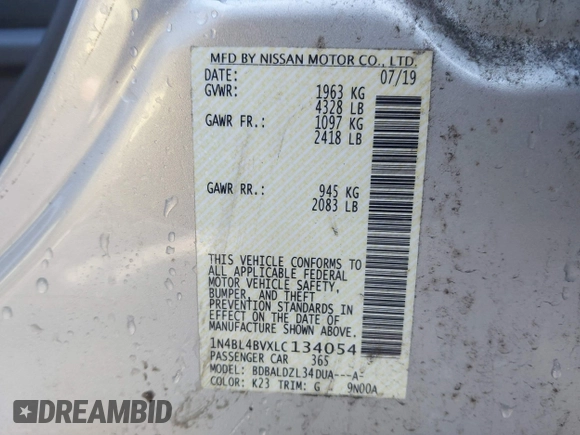 MFD BY NISSAN MOTOR CO., LTD.
DATE: 07/19
GVWR: 1963 KG
4328 LB
GAWR FR.: 1097 KG
2418 LB
GAWR RR.: 945 KG
2083 LB
THIS VEHICLE CONFORMS TO
ALL APPLICABLE FEDERAL
MOTOR VEHICLE SAFETY,
BUMPER, AND THEFT
PREVENTION STANDARDS IN
EFFECT ON THE DATE OF
MANUFACTURE SHOWN ABOVE.
1N4BL4BVXLC134054
PASSENGER CAR 365
MODEL: BDBALDZL34DUA---A-
COLOR: K23 TRIM: G 9N00A
DATABID
AutoBidMaster.com